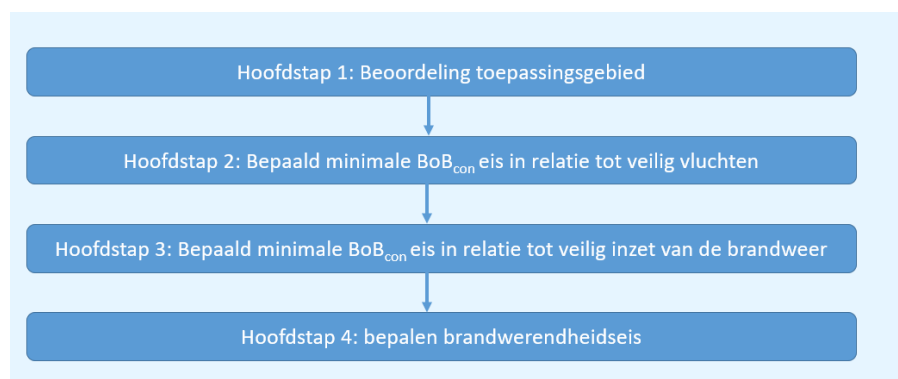 Hoofdstap 1: Beoordeling toepassingsgebied
Hoofdstap 2: Bepaald minimale BoBcon eis in relatie tot veilig vluchten
Hoofdstap 3: Bepaald minimale BoBcon eis in relatie tot veilig inzet van de brandweer
Hoofdstap 4: bepalen brandwerendheidseis